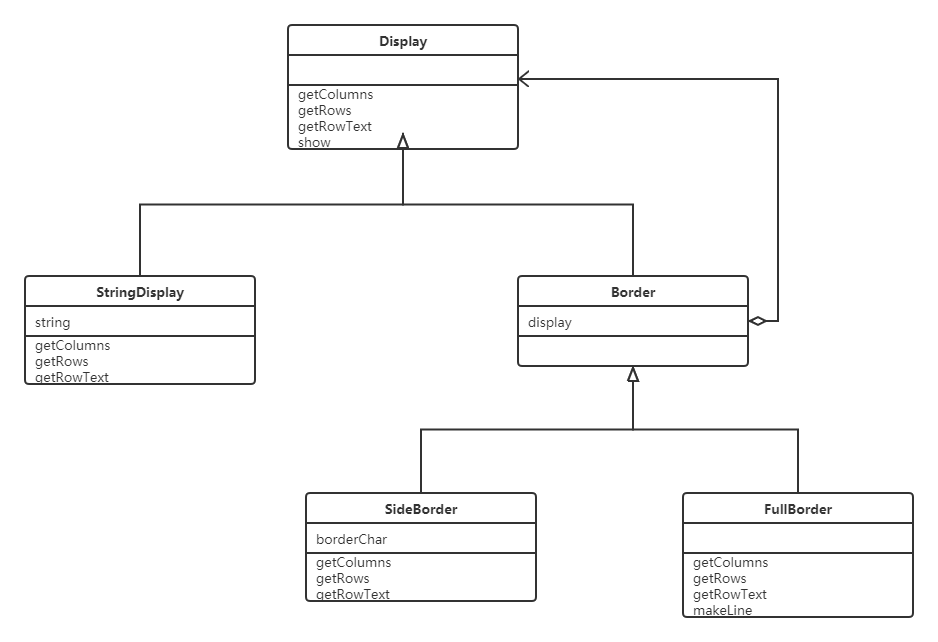 Display
getColumns
getRows
getRowText
show
StringDisplay
string
getColumns
getRows
getRowText
Border
display
SideBorder
borderChar
getColumns
getRows
getRowText
FullBorder
getColumns
getRows
getRowText
makeLine